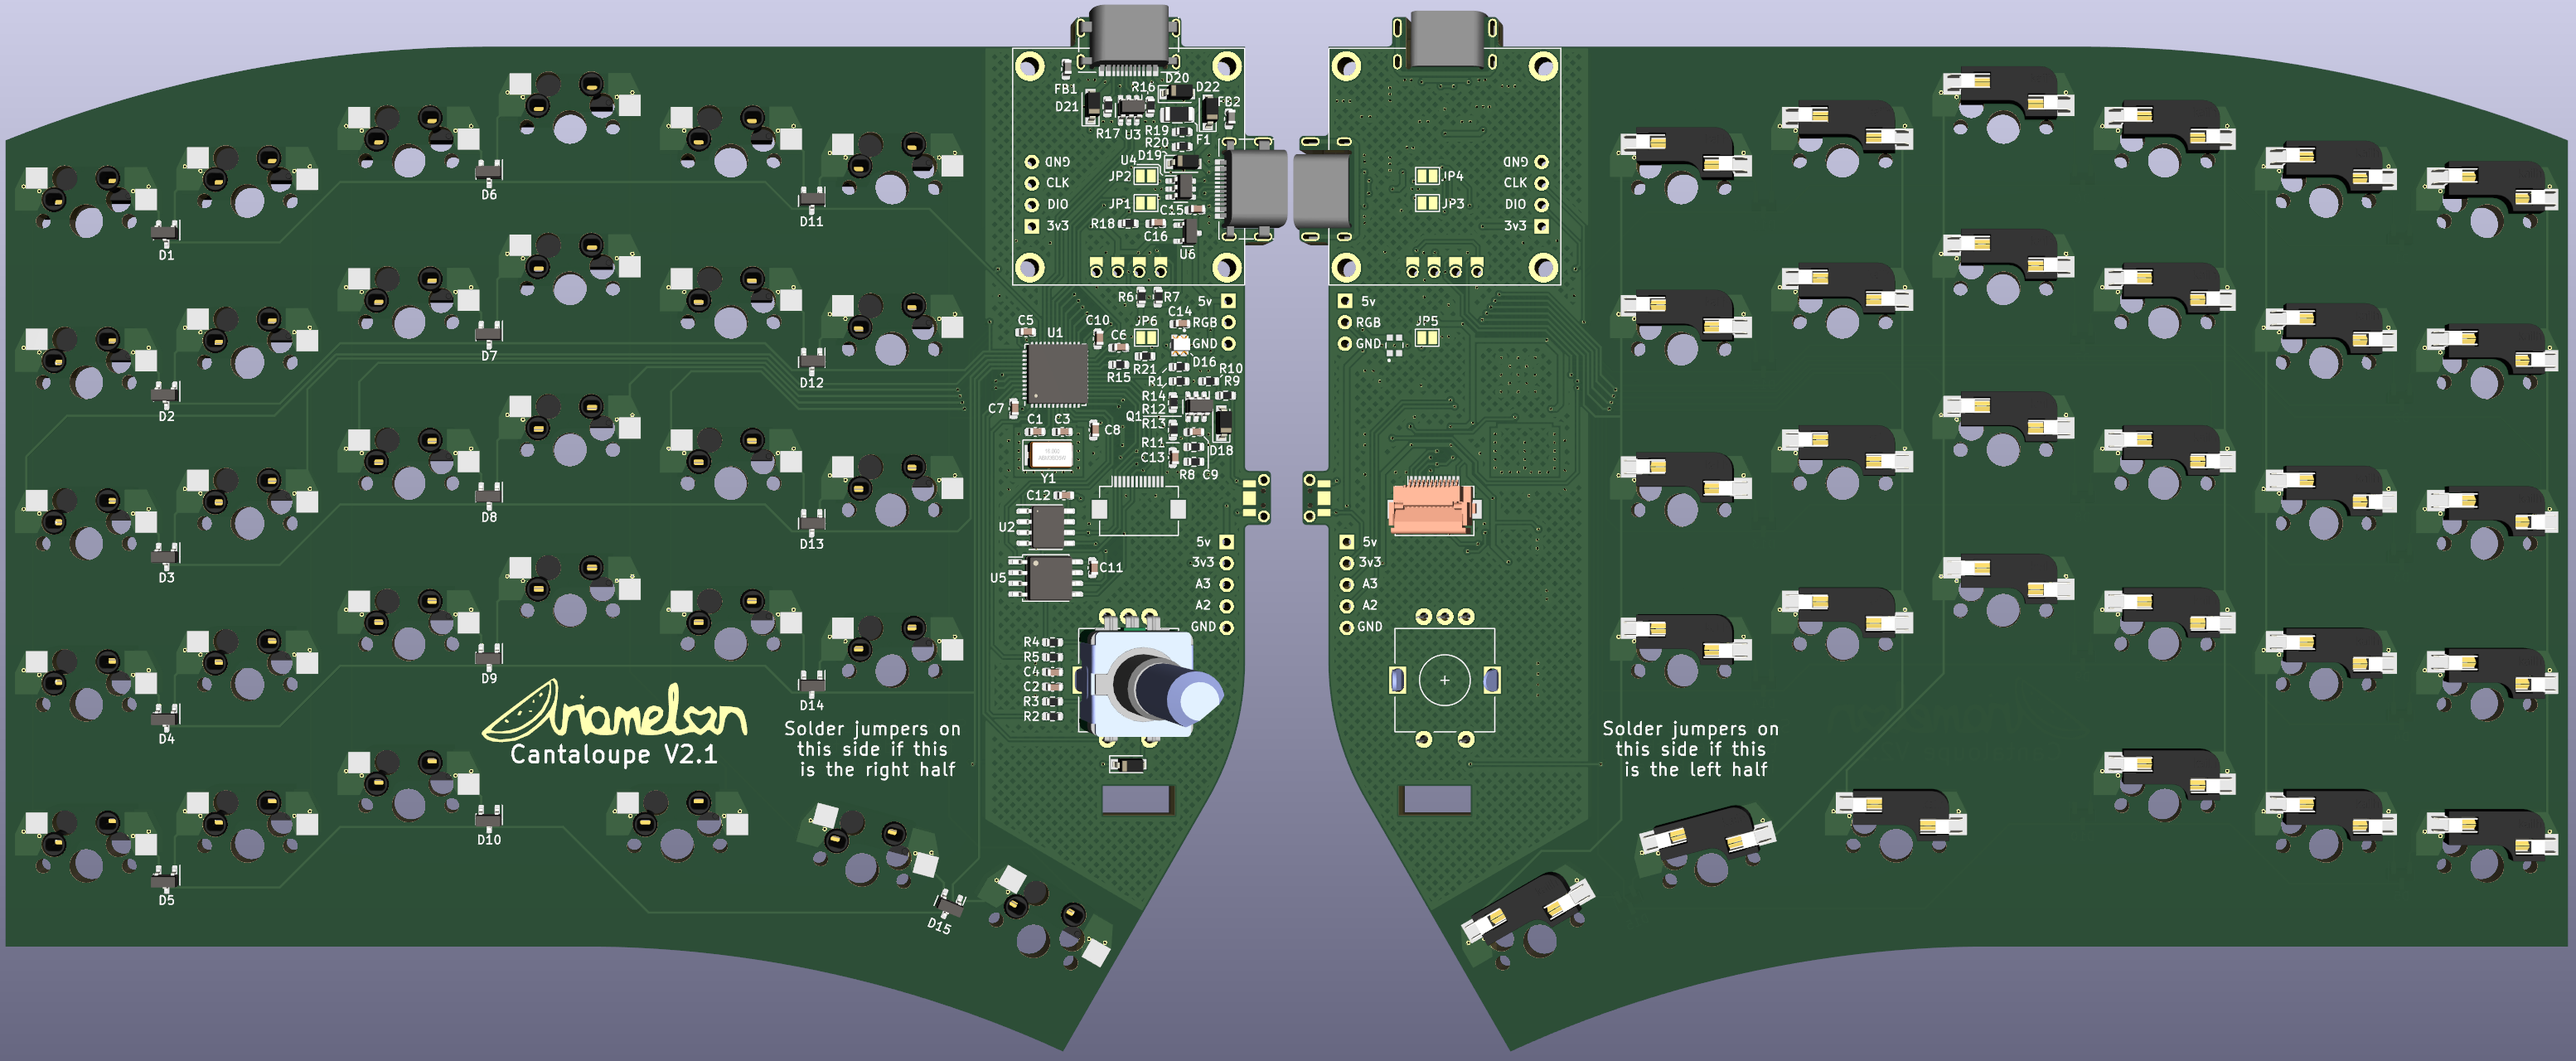 D20
R16
D22
FB1
FB2
D21
R17
U3
R19
F1
R20
D19
U4
GND
CLK
DIO
3v3
JP2
JP1
C15
R18
C16
U6
JP4
JP3
GND
CLK
DIO
3v3
D1
D6
D11
R6
R7
5v
RGB
GND
C14
JP6
C5
U1
C10
C6
D16
R21
R15
R10
R1
R9
R14
R12
Q1
R13
C7
C1
C3
C8
R11
D18
C13
R8
C9
Y1
5v
RGB
GND
JP5
D2
D7
D12
C12
U2
U5
C11
5v
3v3
A3
A2
GND
5v
3v3
A3
A2
GND
D3
D8
D13
R4
R5
C4
C2
R3
R2
D4
D9
D14
Ariamelon
Cantaloupe V2.1
Solder jumpers on
this side if this
is the right half
Solder jumpers on
this side if this
is the left half
D5
D10
D15